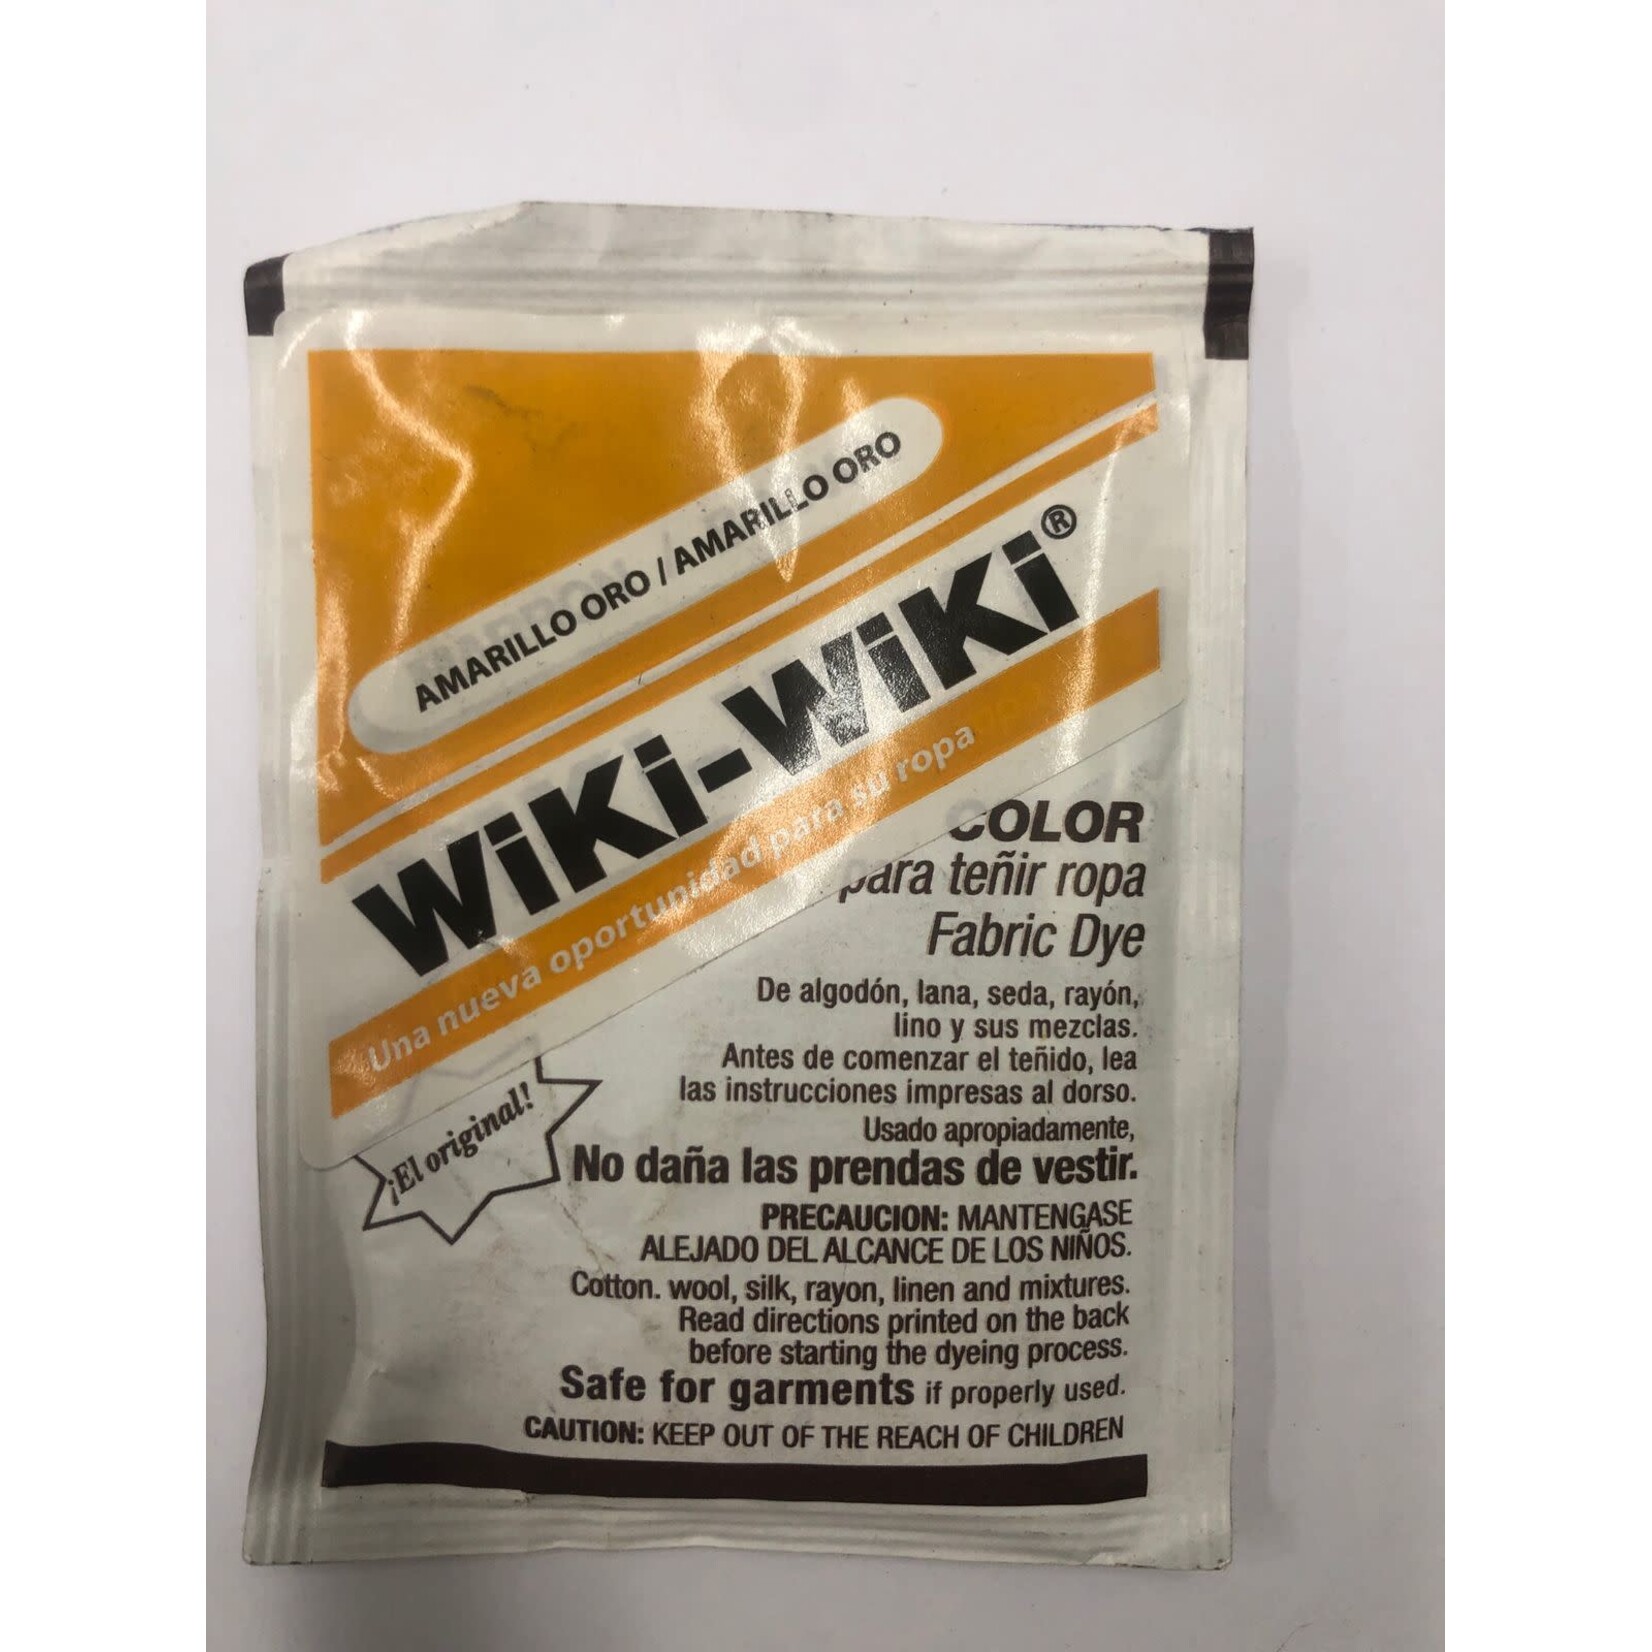 AMARILLO ORO / AMARILLO ORO
WiKi-WiKi®
Una nueva oportunidad para su ropa
COLOR
para teñir ropa
Fabric Dye
De algodón, lana, seda, rayón,
lino y sus mezclas.
Antes de comenzar el teñido, lea
las instrucciones impresas al dorso.
¡El original!
Usado apropiadamente,
No daña las prendas de vestir.
PRECAUCION: MANTENGASE
ALEJADO DEL ALCANCE DE LOS NIÑOS.
Cotton. wool, silk, rayon, linen and mixtures.
Read directions printed on the back
before starting the dyeing process.
Safe for garments if properly used.
CAUTION: KEEP OUT OF THE REACH OF CHILDREN